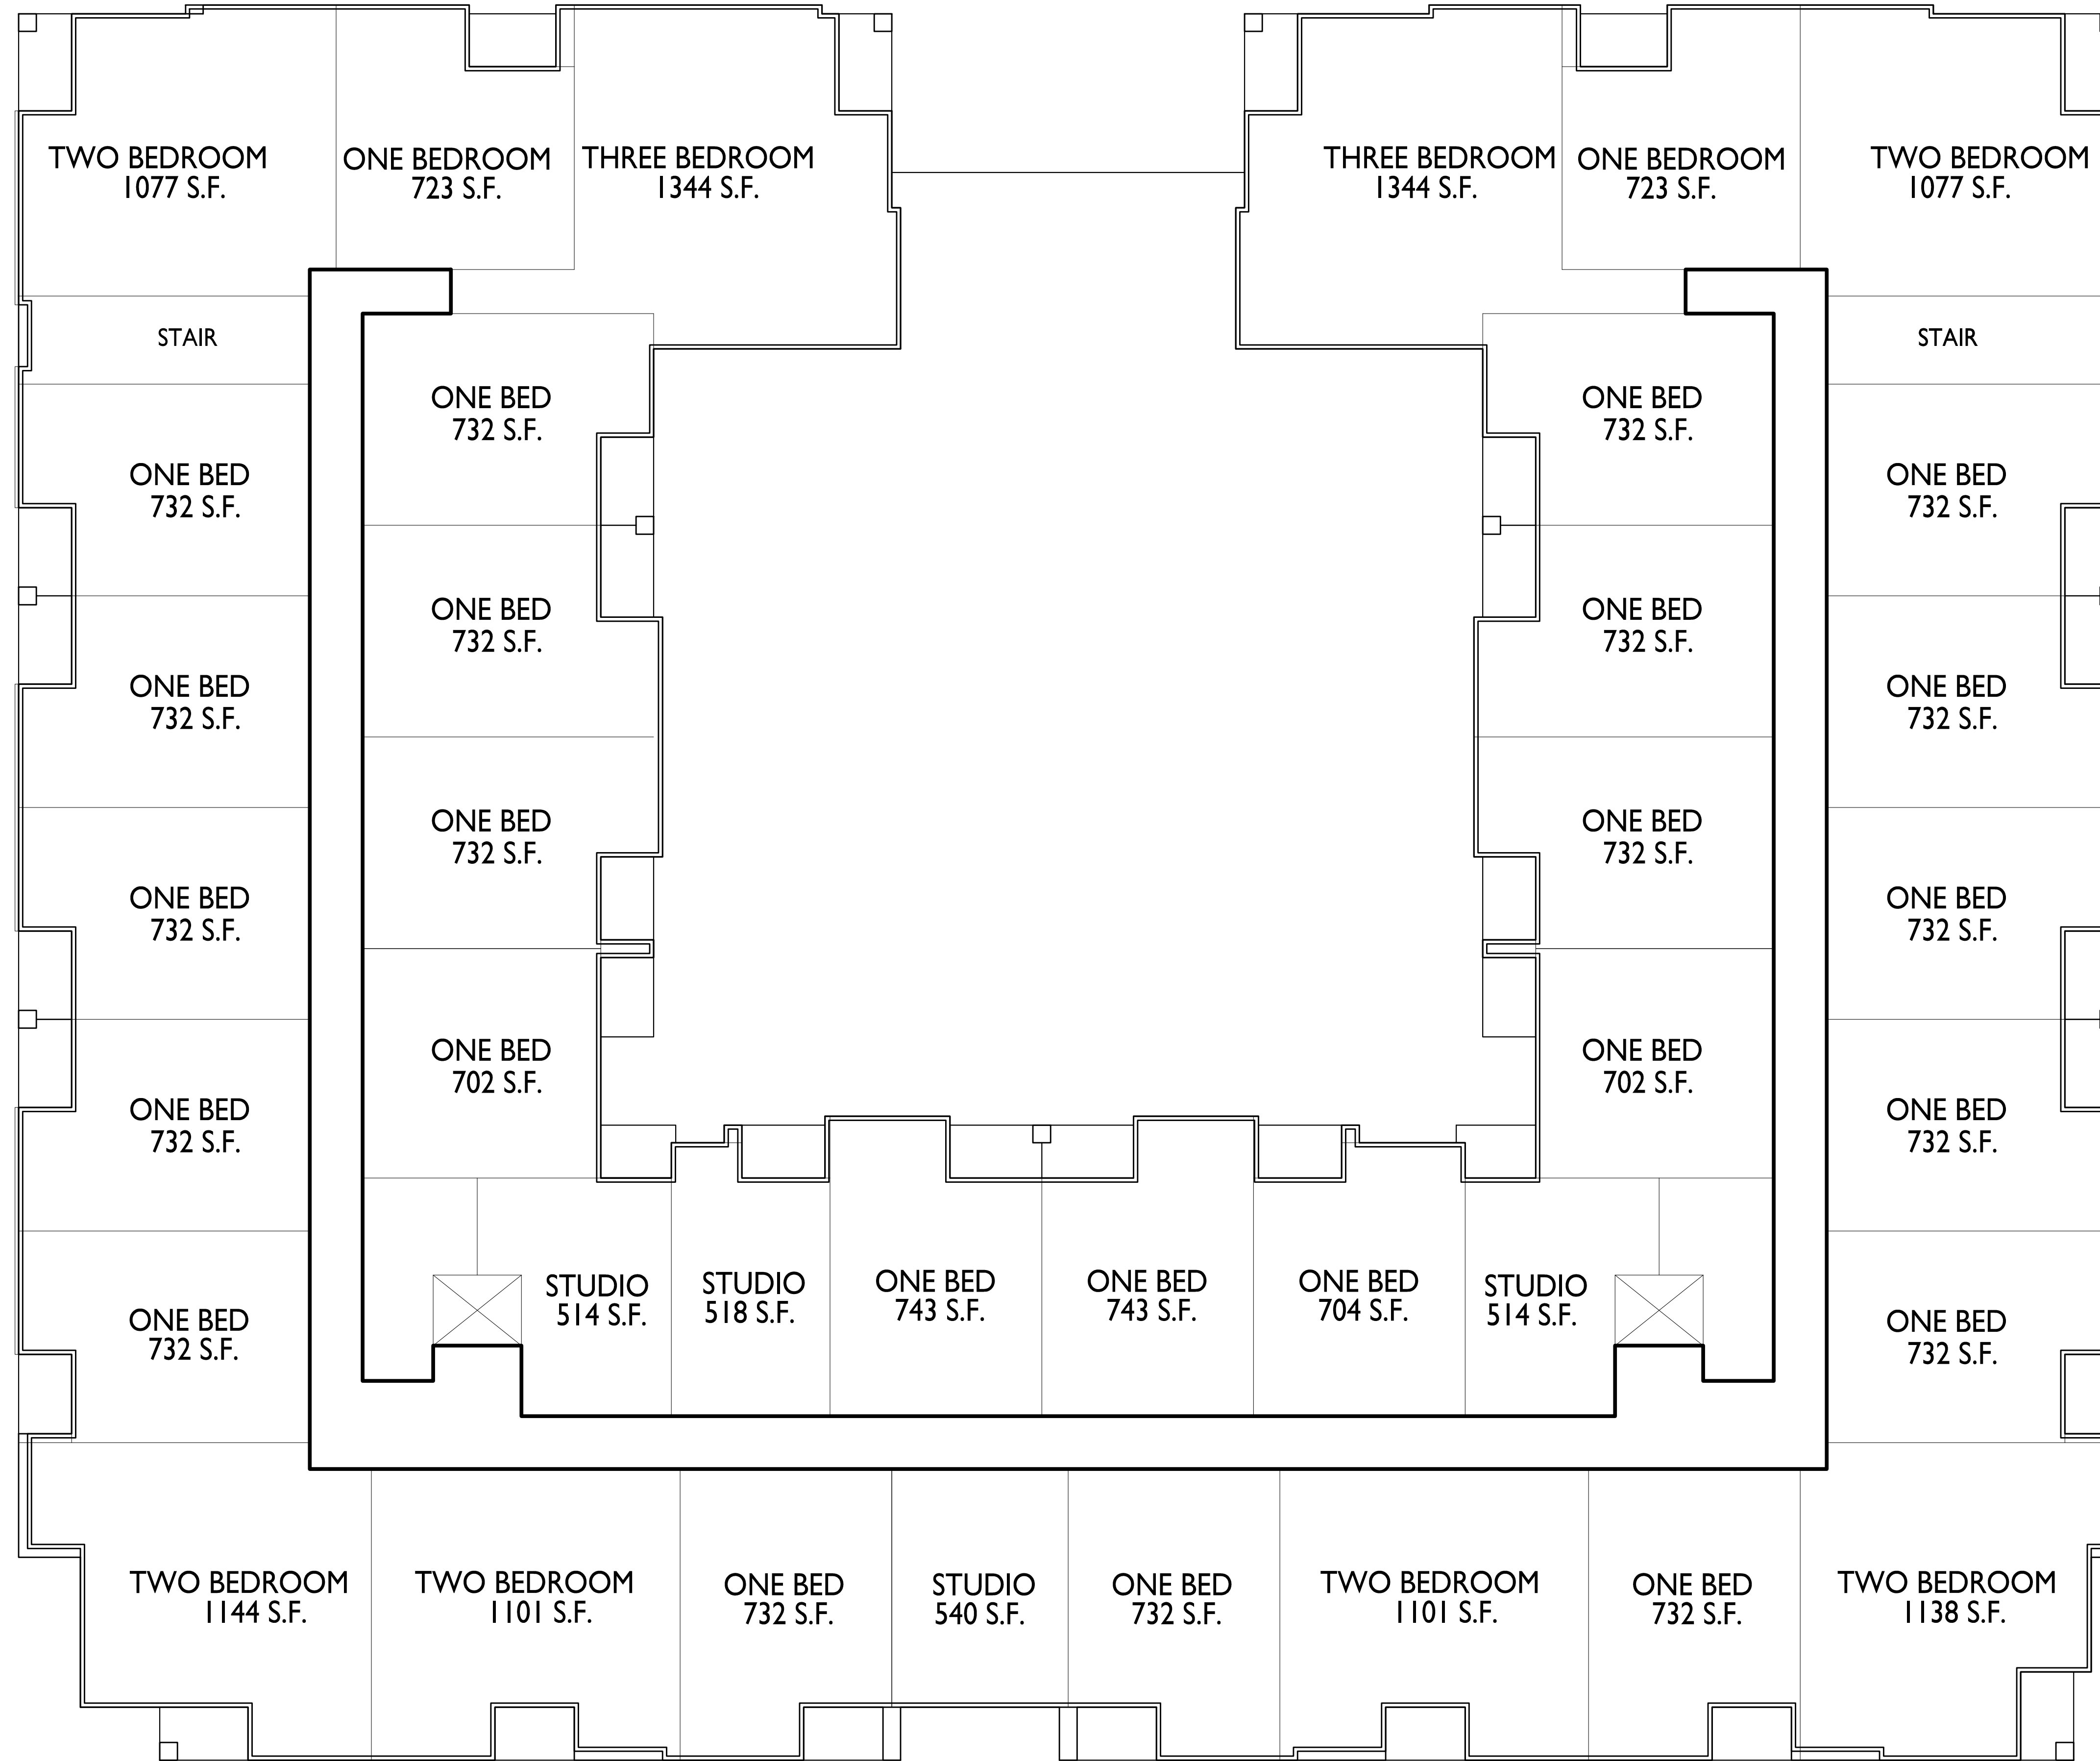 TWO BEDROOM
1077 S.F.
ONE BEDROOM
723 S.F.
THREE BEDROOM
1344 S.F.
THREE BEDROOM
1344 S.F.
ONE BEDROOM
723 S.F.
TWO BEDROOM
1077 S.F.
STAIR
STAIR
ONE BED
732 S.F.
ONE BED
732 S.F.
ONE BED
732 S.F.
ONE BED
732 S.F.
ONE BED
732 S.F.
ONE BED
732 S.F.
ONE BED
732 S.F.
ONE BED
732 S.F.
ONE BED
732 S.F.
ONE BED
732 S.F.
ONE BED
732 S.F.
ONE BED
732 S.F.
ONE BED
702 S.F.
ONE BED
702 S.F.
ONE BED
732 S.F.
ONE BED
732 S.F.
ONE BED
732 S.F.
STUDIO
514 S.F.
STUDIO
518 S.F.
ONE BED
743 S.F.
ONE BED
743 S.F.
ONE BED
704 S.F.
STUDIO
514 S.F.
ONE BED
732 S.F.
TWO BEDROOM
1144 S.F.
TWO BEDROOM
1101 S.F.
ONE BED
732 S.F.
STUDIO
540 S.F.
ONE BED
732 S.F.
TWO BEDROOM
1101 S.F.
ONE BED
732 S.F.
TWO BEDROOM
1138 S.F.